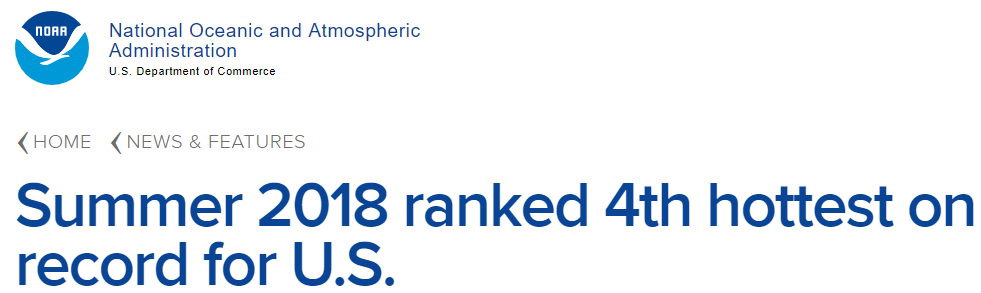 NOAA
National Oceanic and Atmospheric
Administration
U.S. Department of Commerce
HOME NEWS & FEATURES
Summer 2018 ranked 4th hottest on
record for U.S.